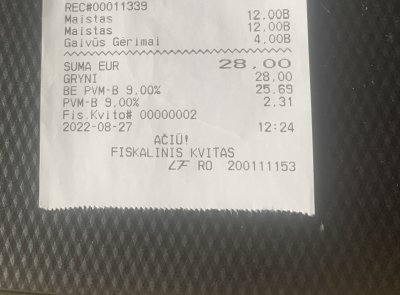 REC#00011339
Maistas 12.00B
Maistas 12.00B
Gaivūs Gėrimai 4.00B
SUMA EUR 28,00
GRYNI 28,00
BE PVM-B 9,00% 25.69
PVM-B 9,00% 2.31
Fis.Kvito# 00000002
2022-08-27 12:24
AČIŪ!
FISKALINIS KVITAS
LF RO 200111153